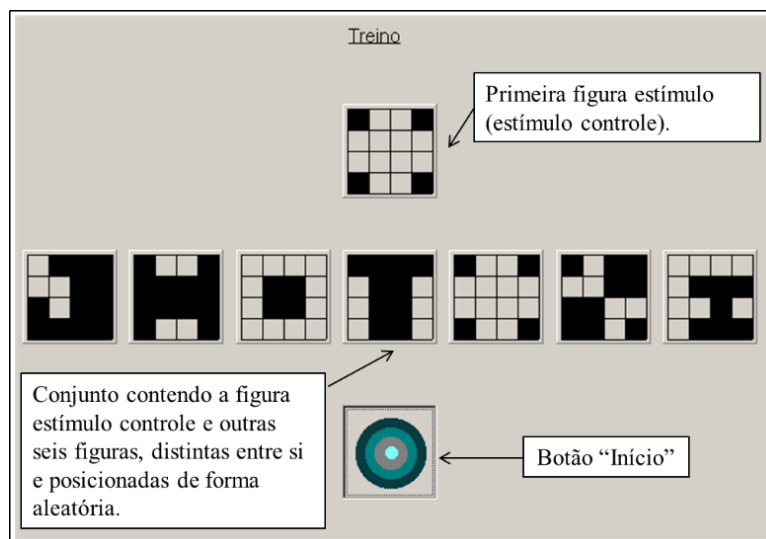 Treino
Primeira figura estímulo
(estímulo controle).
Conjunto contendo a figura
estímulo controle e outras
seis figuras, distintas entre si
e posicionadas de forma
aleatória.
Botão “Início”